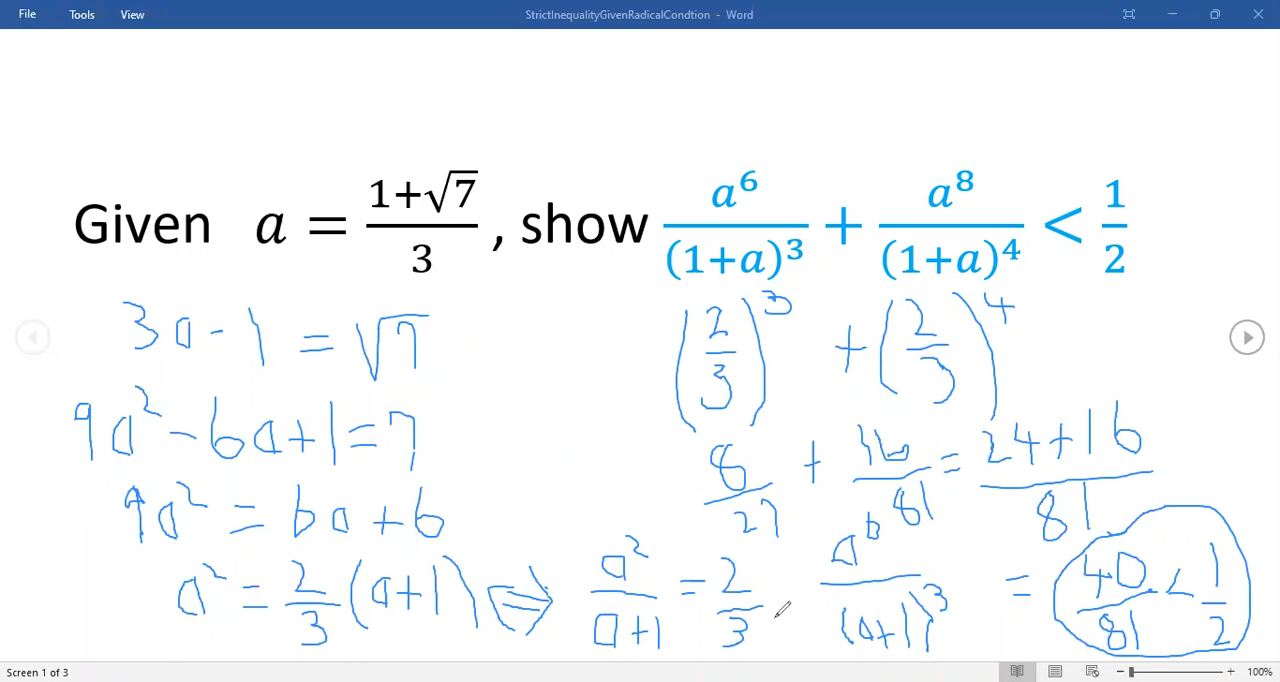 File Tools View StrictInequalityGivenRadicalCondtion - Word
Given a = (1+√7)/3 , show a⁶/(1+a)³ + a⁸/(1+a)⁴ < 1/2
3a - 1 = √7
9a² - 6a + 1 = 7
9a² = 6a + 6
a² = 2/3 (a+1) ⟺ a²/(a+1) = 2/3
(2/3)³ + (2/3)⁴
8/27 + 16/81 = (24+16)/81
a⁶/(a+1)³ = 40/81 < 1/2
Screen 1 of 3 100%